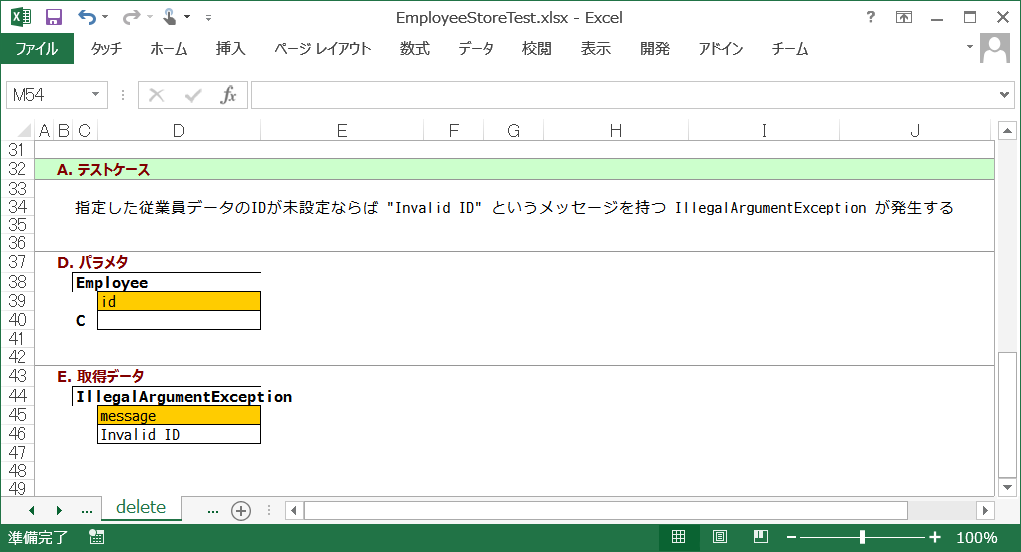 EmployeeStoreTest.xlsx - Excel
?
ファイル タッチ ホーム 挿入 ページ レイアウト 数式 データ 校閲 表示 開発 アドイン チーム
M54 fx
A B C D E F G H I J
31
32 A. テストケース
33
34 指定した従業員データのIDが未設定ならば "Invalid ID" というメッセージを持つ IllegalArgumentException が発生する
35
36
37 D. パラメタ
38 Employee
39 id
40 C
41
42
43 E. 取得データ
44 IllegalArgumentException
45 message
46 Invalid ID
47
48
49
... delete ...
準備完了 100%